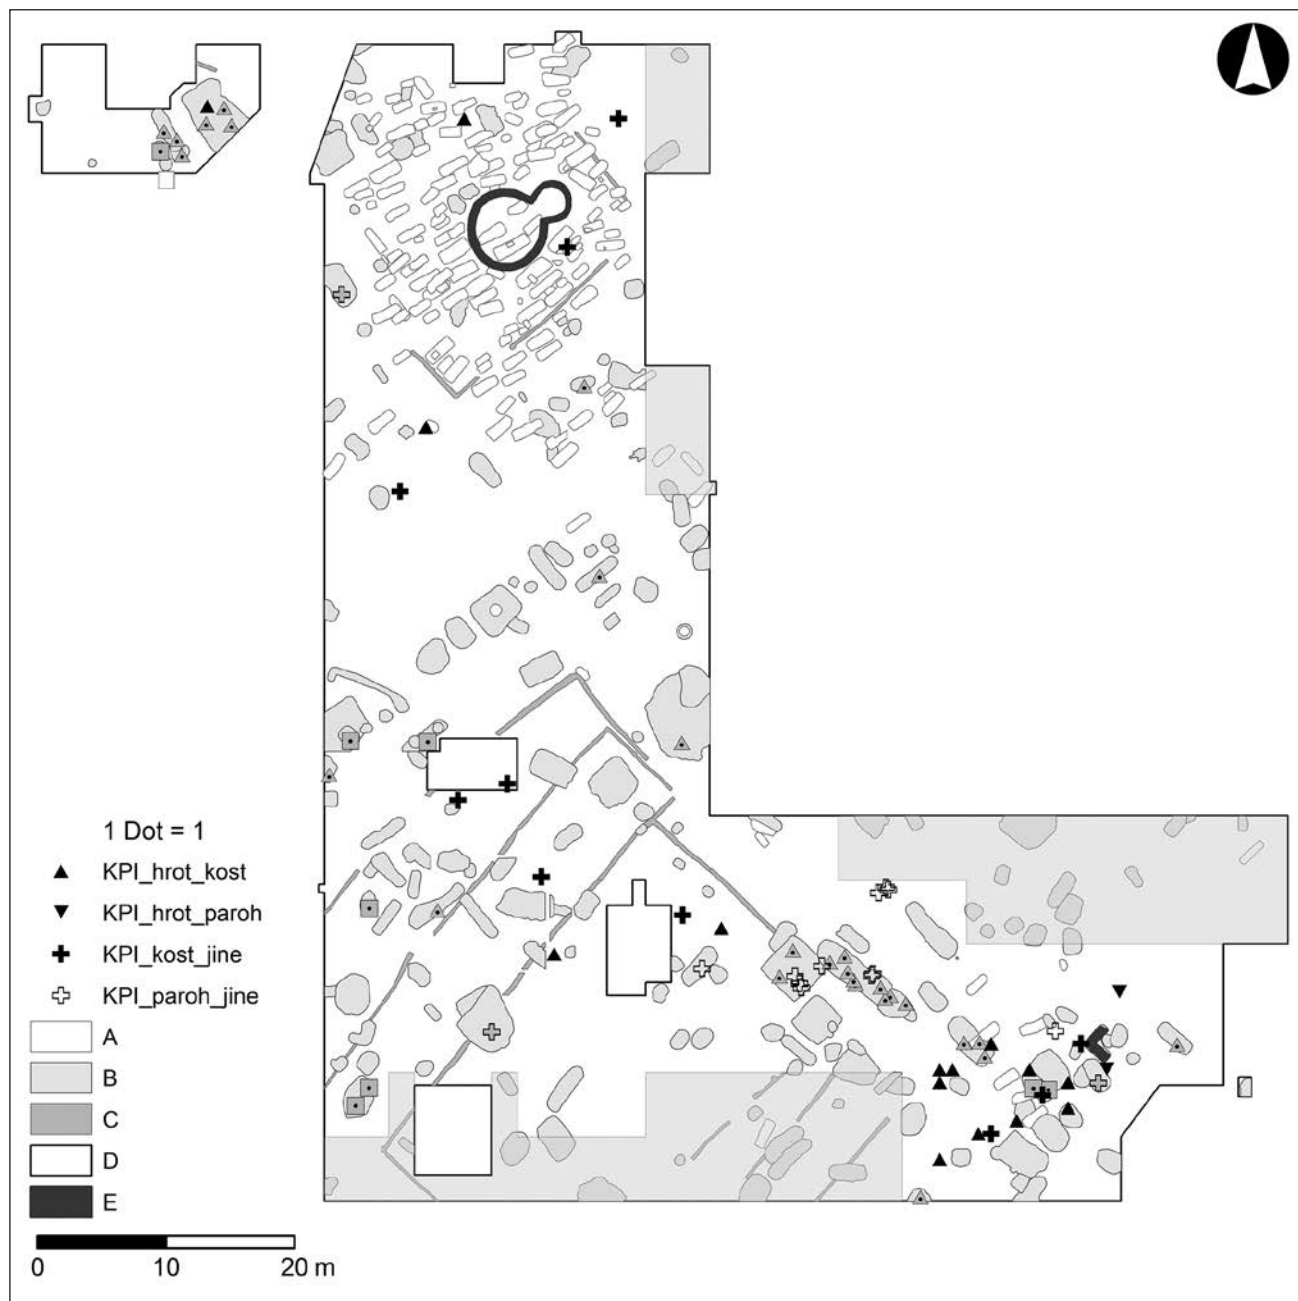 1 Dot = 1
KPI_hrot_kost
KPI_hrot_paroh
KPI_kost_jine
KPI_paroh_jine
A
B
C
D
E
0 10 20 m